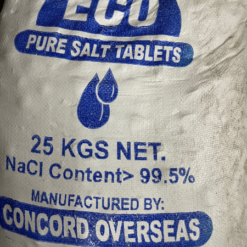 ECO
PURE SALT TABLETS
25 KGS NET.
NaCl Content> 99.5%
MANUFACTURED BY:
CONCORD OVERSEAS